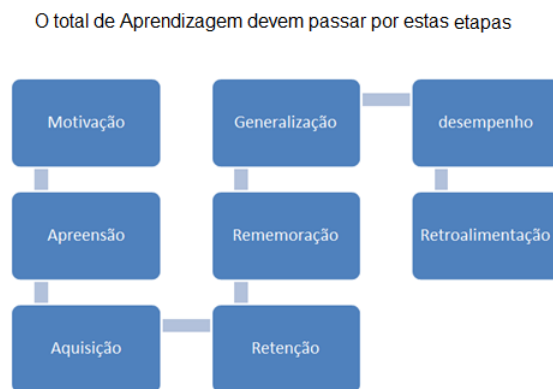 O total de Aprendizagem devem passar por estas etapas
Motivação
Apreensão
Aquisição
Retenção
Rememoração
Generalização
desempenho
Retroalimentação